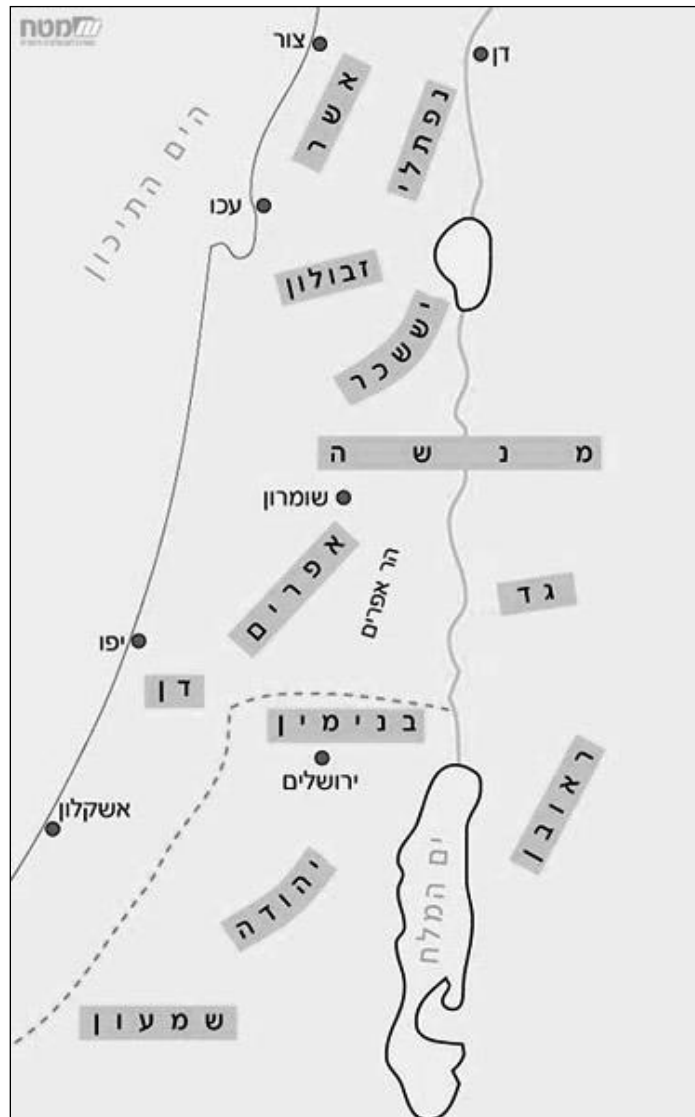 מטח
צור
דן
אשר
נפתלי
הים התיכון
עכו
זבולון
יששכר
מנשה
שומרון
אפרים
הר אפרים
גד
יפו
דן
בנימין
ירושלים
ראובן
אשקלון
יהודה
ים המלח
שמעון